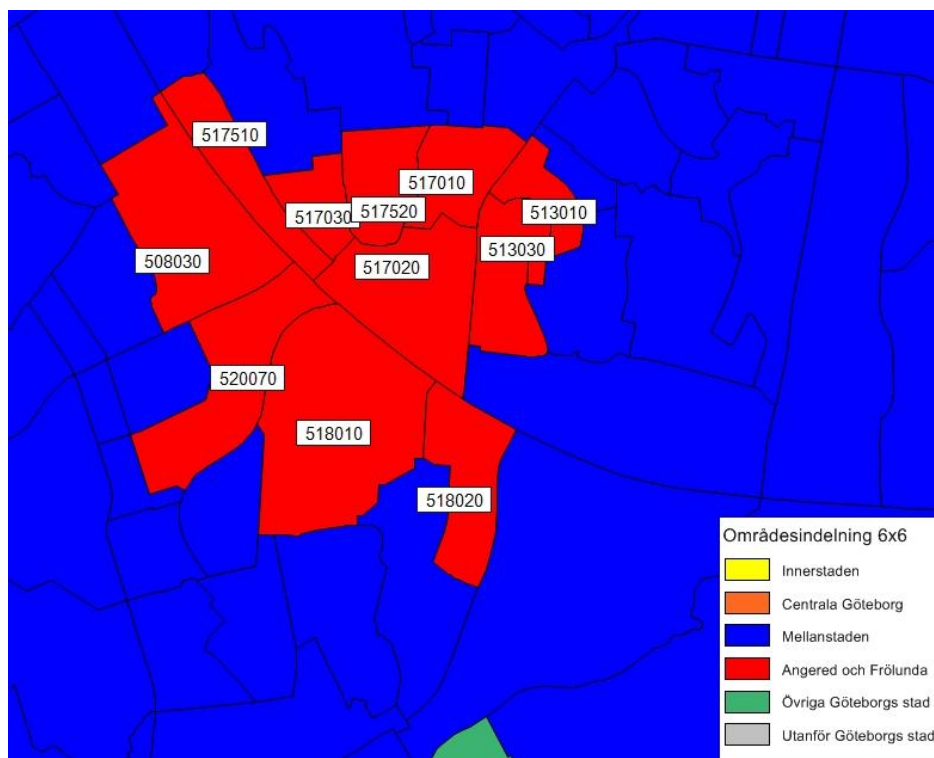 517510
517010
517030
517520
513010
513030
508030
517020
520070
518010
518020
Områdesindelning 6x6
Innerstaden
Centrala Göteborg
Mellanstaden
Angered och Frölunda
Övriga Göteborgs stad
Utanför Göteborgs stad